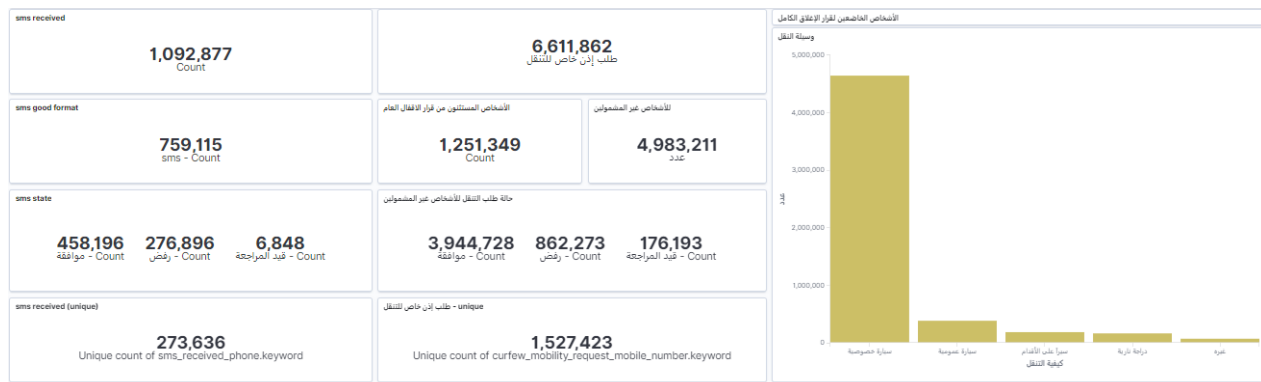 sms received
1,092,877
Count
6,611,862
طلب إذن خاص للتنقل
الأشخاص الخاضعين لقرار الإغلاق الكامل
وسيلة النقل
sms good format
759,115
sms - Count
الأشخاص المستثنون من قرار الاقفال العام
1,251,349
Count
للأشخاص غير المشمولين
4,983,211
عدد
sms state
458,196
موافقة - Count
276,896
رفض - Count
6,848
قيد المراجعة - Count
حالة طلب التنقل للأشخاص غير المشمولين
3,944,728
موافقة - Count
862,273
رفض - Count
176,193
قيد المراجعة - Count
sms received (unique)
273,636
Unique count of sms_received_phone.keyword
طلب إذن خاص للتنقل - unique
1,527,423
Unique count of curfew_mobility_request_mobile_number.keyword
5,000,000
4,000,000
3,000,000
2,000,000
1,000,000
0
عدد
سيارة خصوصية
سيارة عمومية
سيراً على الأقدام
دراجة نارية
غيره
كيفية التنقل